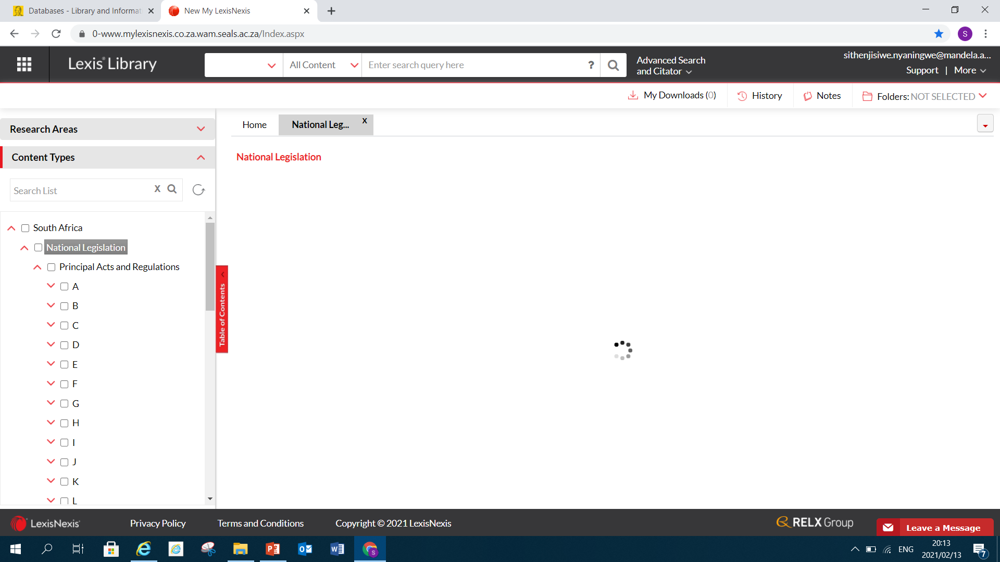 Databases - Library and Informat
New My LexisNexis
0-www.mylexisnexis.co.za.wam.seals.ac.za/Index.aspx
S
Lexis® Library
All Content
Enter search query here
?
Advanced Search
and Citator
sithenjisiwe.nyaningwe@mandela.a...
Support | More
My Downloads (0)
History
Notes
Folders: NOT SELECTED
Research Areas
Content Types
Search List
X
Home
National Leg...
X
National Legislation
South Africa
National Legislation
Principal Acts and Regulations
A
B
C
D
E
F
G
H
I
J
K
L
Table of Contents
LexisNexis®
Privacy Policy
Terms and Conditions
Copyright © 2021 LexisNexis
RELX Group
Leave a Message
ENG
20:13
2021/02/13
7